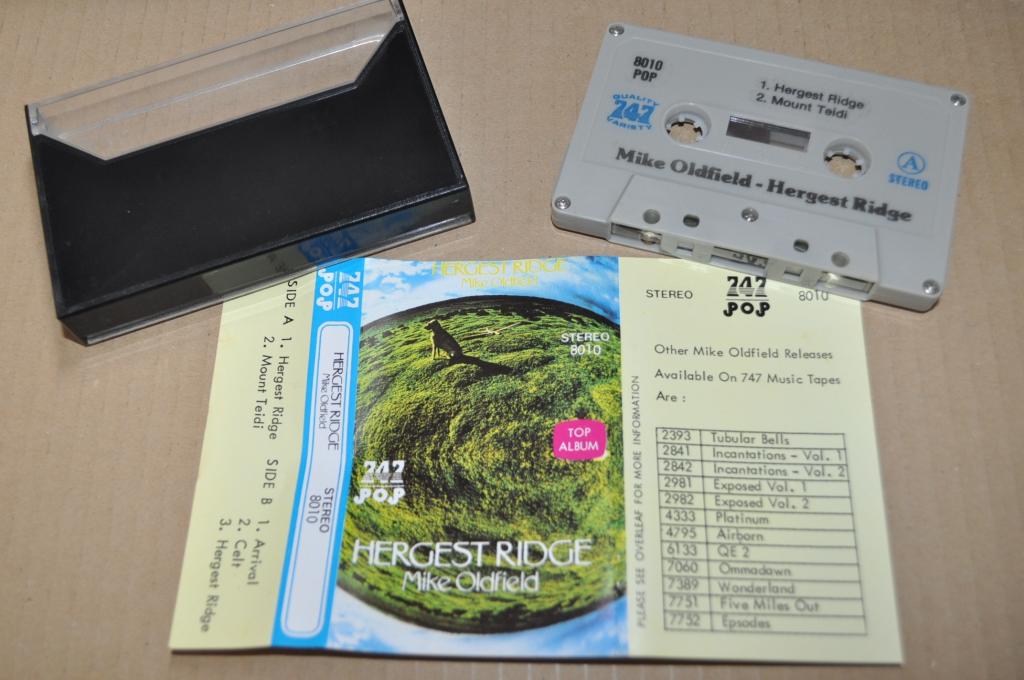 8010
POP
1. Hergest Ridge
2. Mount Teidi
QUALITY
747
VARISTY
A
STEREO
Mike Oldfield - Hergest Ridge
SIDE A 1. Hergest Ridge
2. Mount Teidi
SIDE B 1. Arrival
2. Celt
3. Hergest Ridge
747
POP
HERGEST RIDGE
Mike Oldfield
STEREO
8010
HERGEST RIDGE
Mike Oldfield
STEREO
8010
TOP
ALBUM
747
POP
HERGEST RIDGE
Mike Oldfield
PLEASE SEE OVERLEAF FOR MORE INFORMATION
STEREO 747 8010
POP
Other Mike Oldfield Releases
Available On 747 Music Tapes
Are :
2393 Tubular Bells
2841 Incantations - Vol. 1
2842 Incantations - Vol. 2
2981 Exposed Vol. 1
2982 Exposed Vol. 2
4333 Platinum
4795 Airborn
6133 QE 2
7060 Ommadawn
7389 Wonderland
7751 Five Miles Out
7752 Epsodes